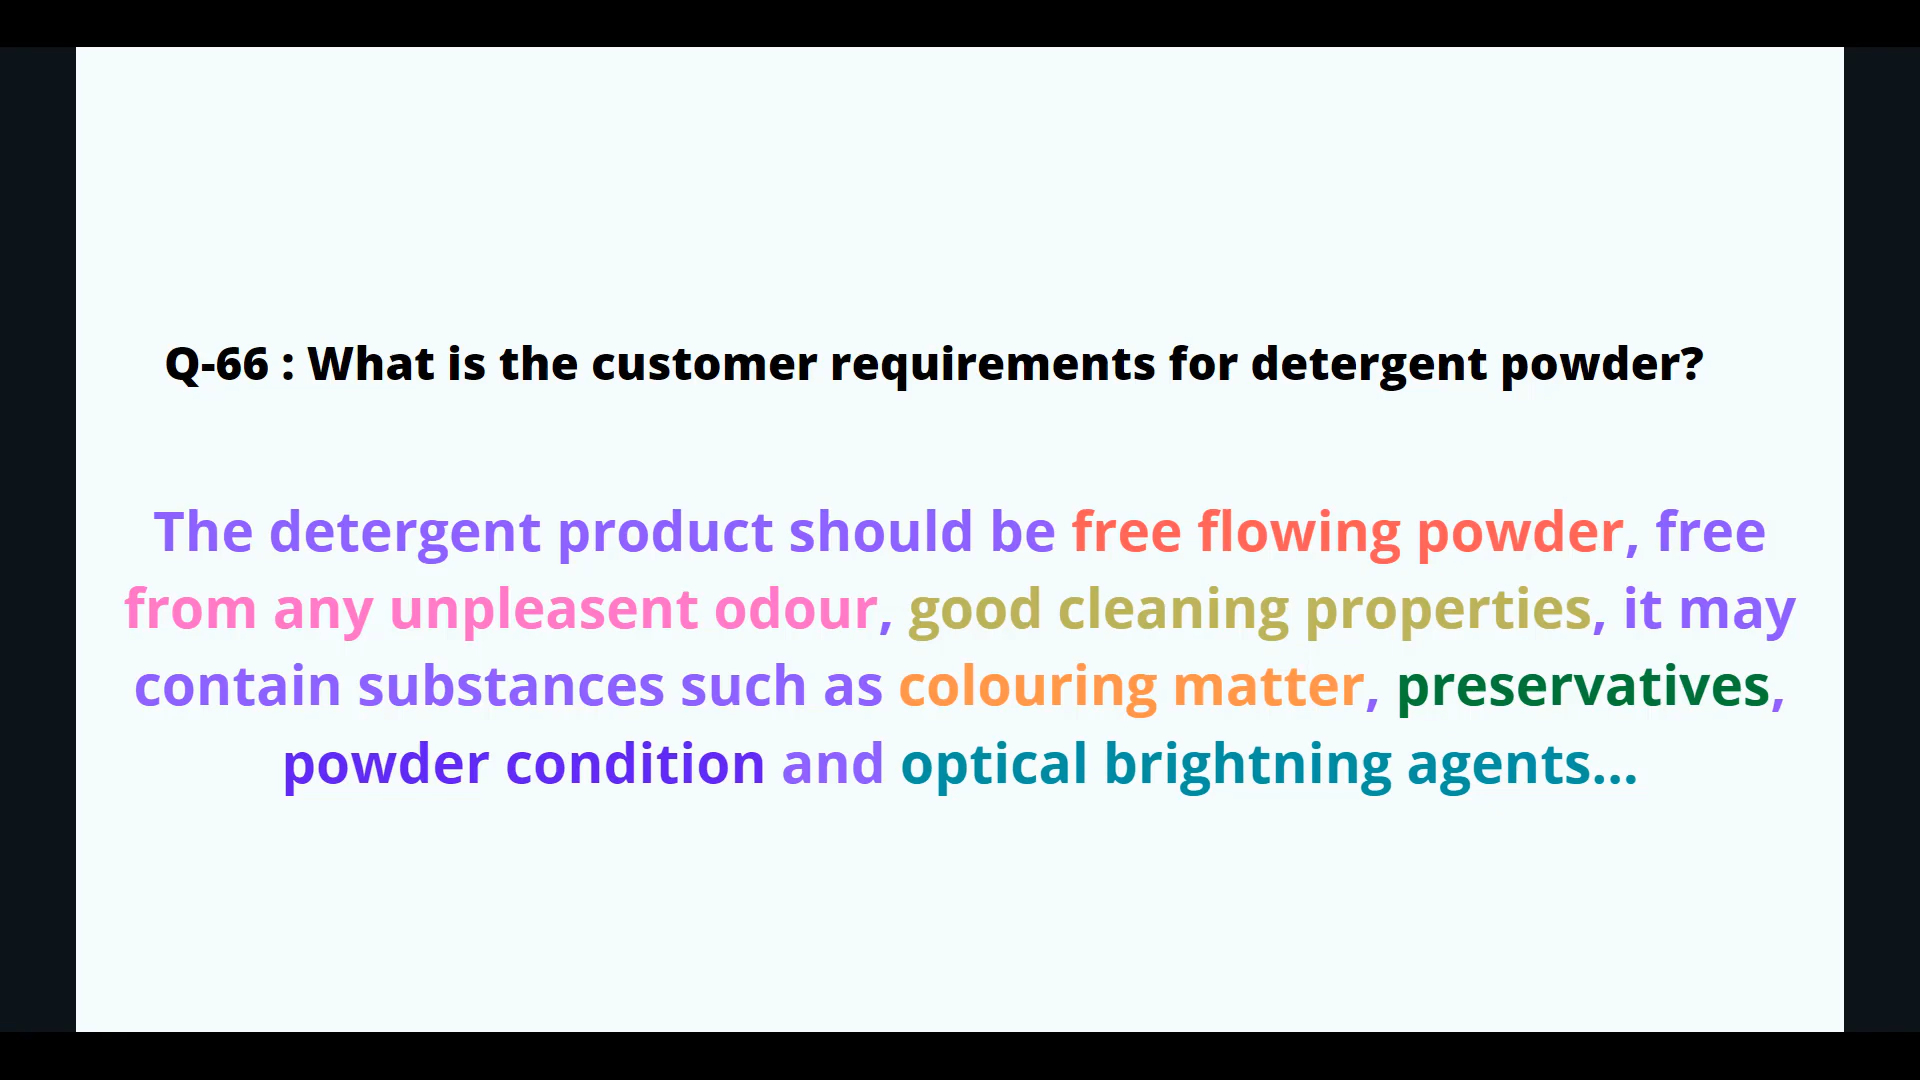 Q-66 : What is the customer requirements for detergent powder?
The detergent product should be free flowing powder, free
from any unpleasent odour, good cleaning properties, it may
contain substances such as colouring matter, preservatives,
powder condition and optical brightning agents...